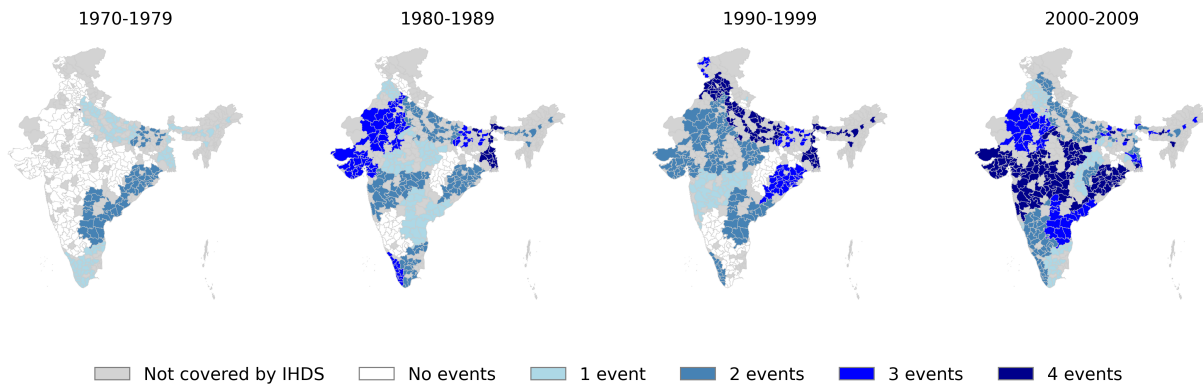 1970-1979
1980-1989
1990-1999
2000-2009
Not covered by IHDS
No events
1 event
2 events
3 events
4 events